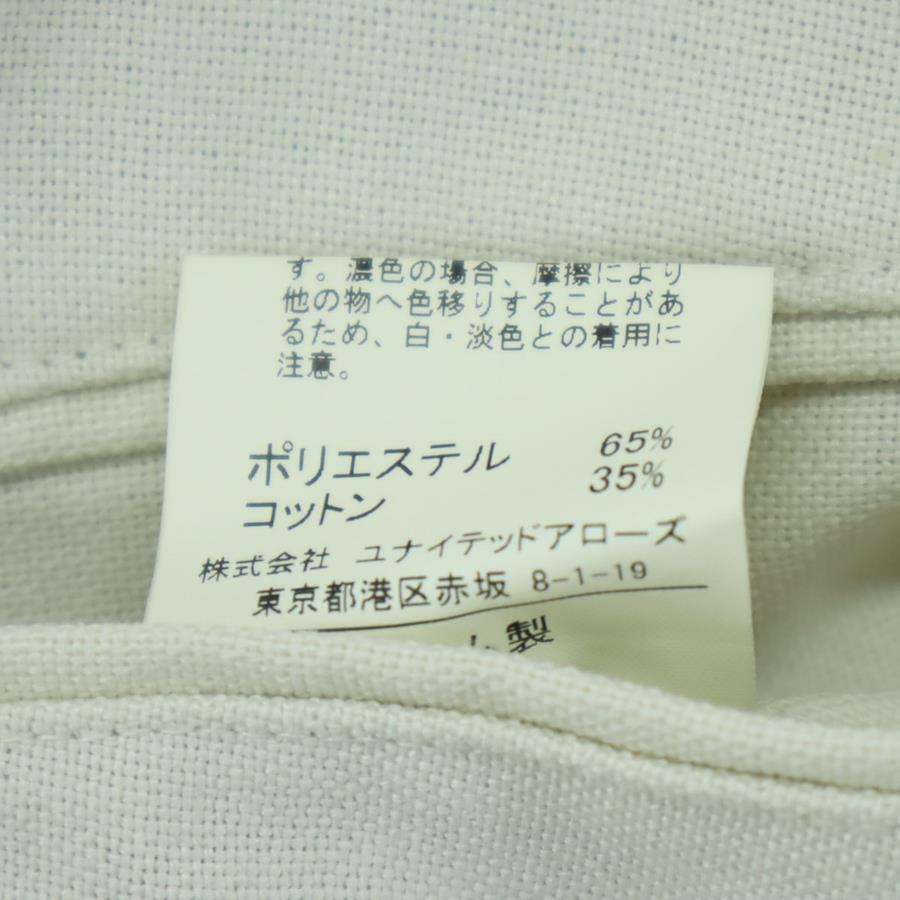 す。濃色の場合、摩擦により
他の物へ色移りすることがあ
るため、白・淡色との着用に
注意。
ポリエステル 65%
コットン 35%
株式会社 ユナイテッドアローズ
東京都港区赤坂 8-1-19
製